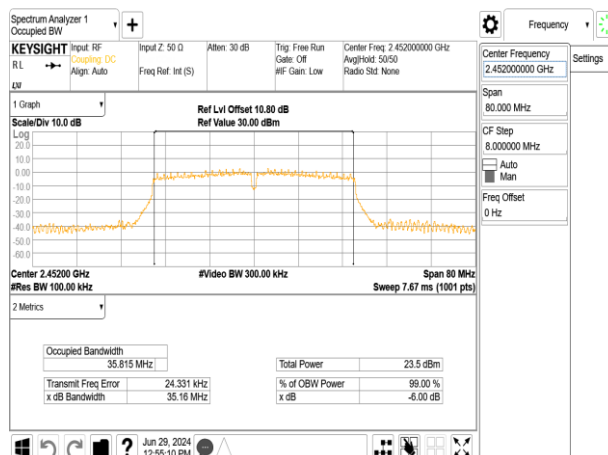 Spectrum Analyzer 1
Occupied BW
Frequency
KEYSIGHT
Input: RF
Coupling: DC
Align: Auto
Input Z: 50 Ω
Freq Ref: Int (S)
Atten: 30 dB
Trig: Free Run
Gate: Off
#IF Gain: Low
Center Freq: 2.452000000 GHz
Avg|Hold: 50/50
Radio Std: None
RL
LXI
Center Frequency
2.452000000 GHz
Settings
Span
80.000 MHz
CF Step
8.000000 MHz
Auto
Man
Freq Offset
0 Hz
1 Graph
Ref Lvl Offset 10.80 dB
Scale/Div 10.0 dB
Ref Value 30.00 dBm
Log
20.0
10.0
0.00
-10.0
-20.0
-30.0
-40.0
-50.0
-60.0
Center 2.45200 GHz
#Video BW 300.00 kHz
Span 80 MHz
#Res BW 100.00 kHz
Sweep 7.67 ms (1001 pts)
2 Metrics
Occupied Bandwidth
35.815 MHz
Total Power 23.5 dBm
Transmit Freq Error 24.331 kHz
% of OBW Power 99.00 %
x dB Bandwidth 35.16 MHz
x dB -6.00 dB
?
Jun 29, 2024
12:55:10 PM